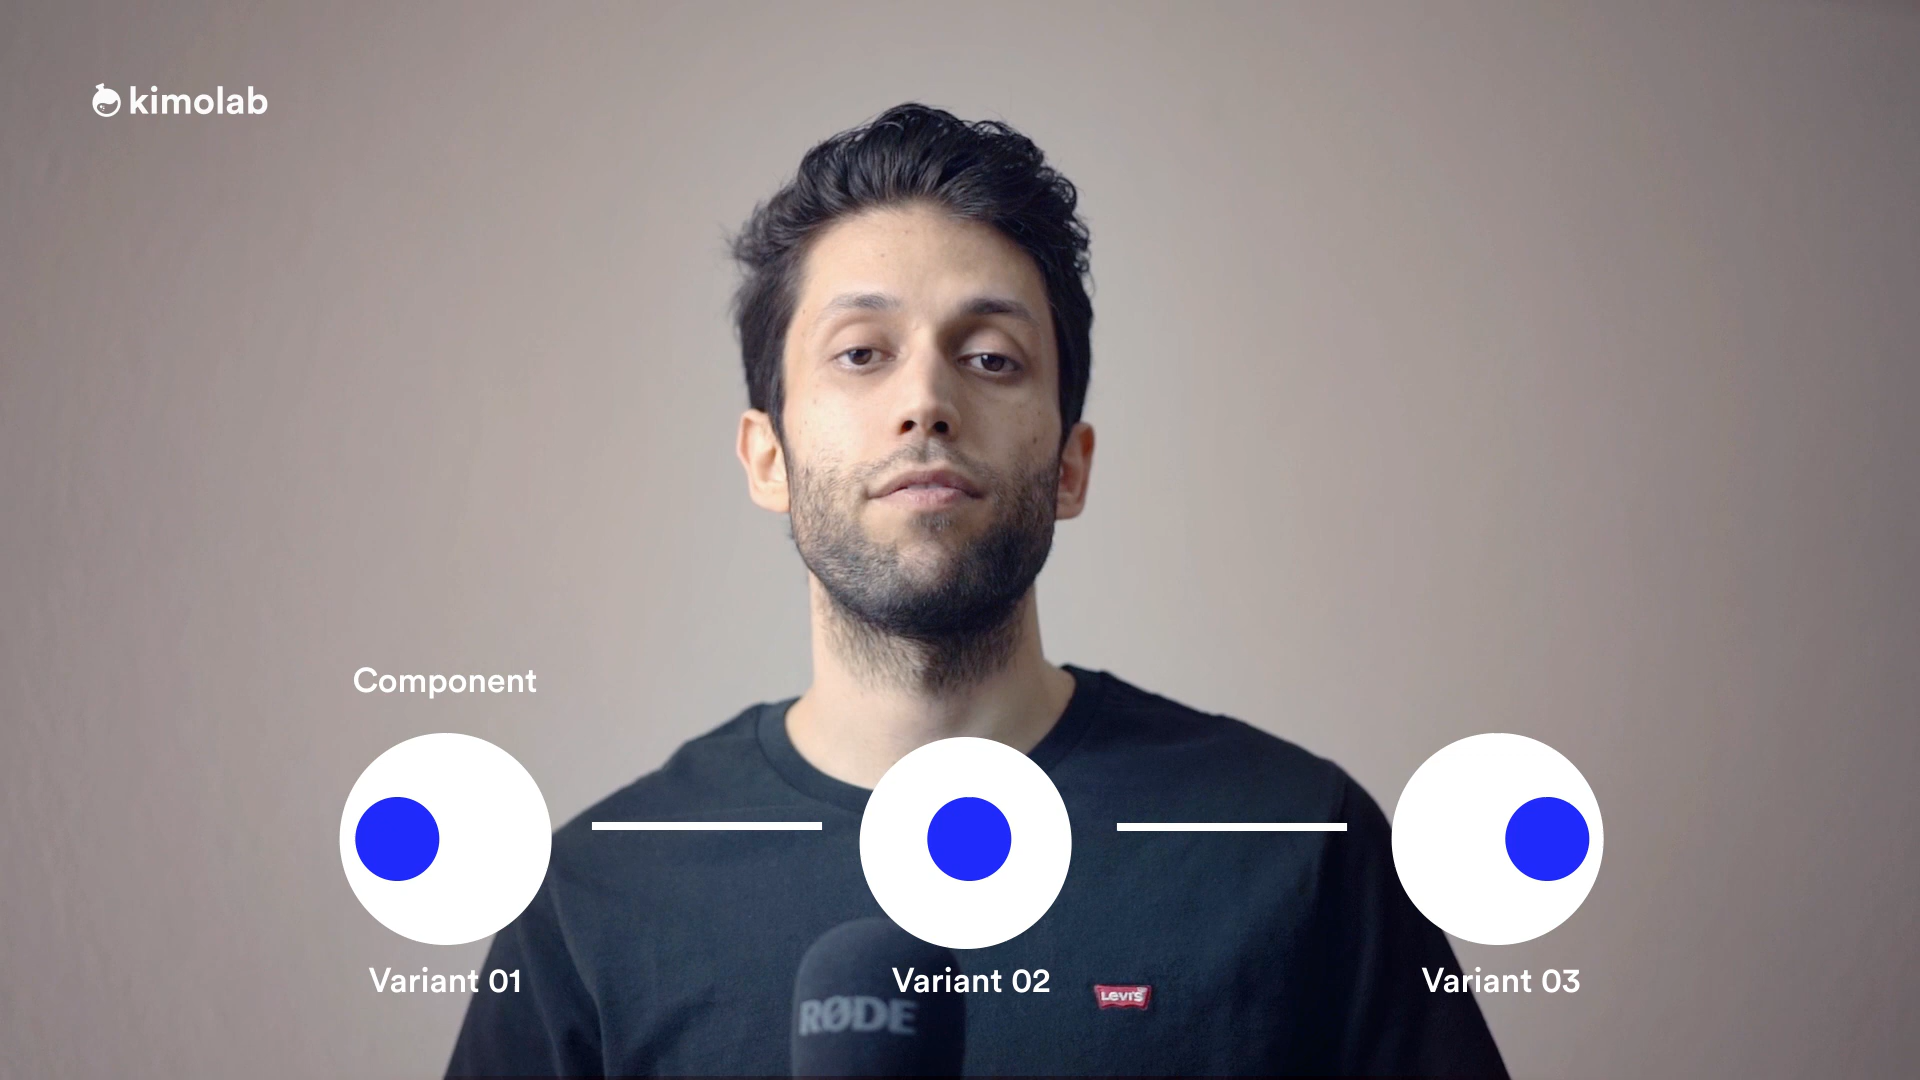 kimolab
Component
Variant 01
Variant 02
Variant 03
RØDE
Levi's